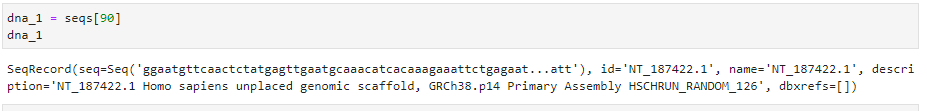 dna_1 = seqs[90]
dna_1
SeqRecord(seq=Seq('ggaatgttcaactctatgagttgaatgcaaacatcacaaagaaattctgagaat...att'), id='NT_187422.1', name='NT_187422.1', descri
ption='NT_187422.1 Homo sapiens unplaced genomic scaffold, GRCh38.p14 Primary Assembly HSCHRUN_RANDOM_126', dbxrefs=[])